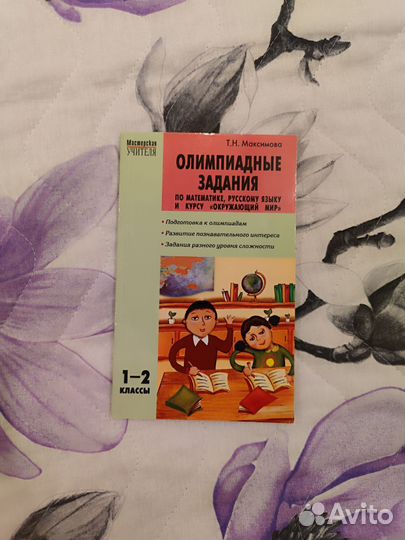 Мастерская
УЧИТЕЛЯ
Т.Н. Максимова
ОЛИМПИАДНЫЕ
ЗАДАНИЯ
ПО МАТЕМАТИКЕ, РУССКОМУ ЯЗЫКУ
И КУРСУ «ОКРУЖАЮЩИЙ МИР»
• Подготовка к олимпиадам
• Развитие познавательного интереса
• Задания разного уровня сложности
1–2
КЛАССЫ
Avito